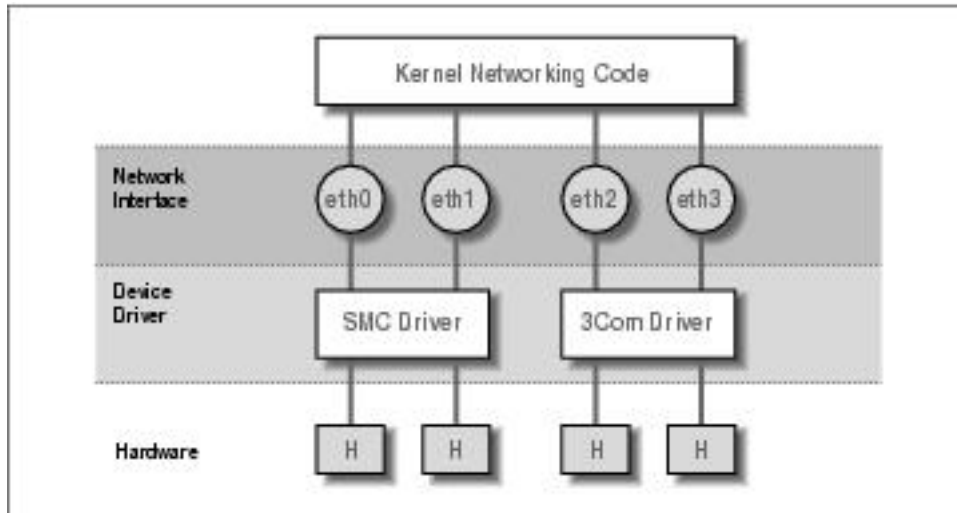 Kernel Networking Code
Network
Interface
eth0 eth1 eth2 eth3
Device
Driver
SMC Driver 3Com Driver
Hardware
H H H H